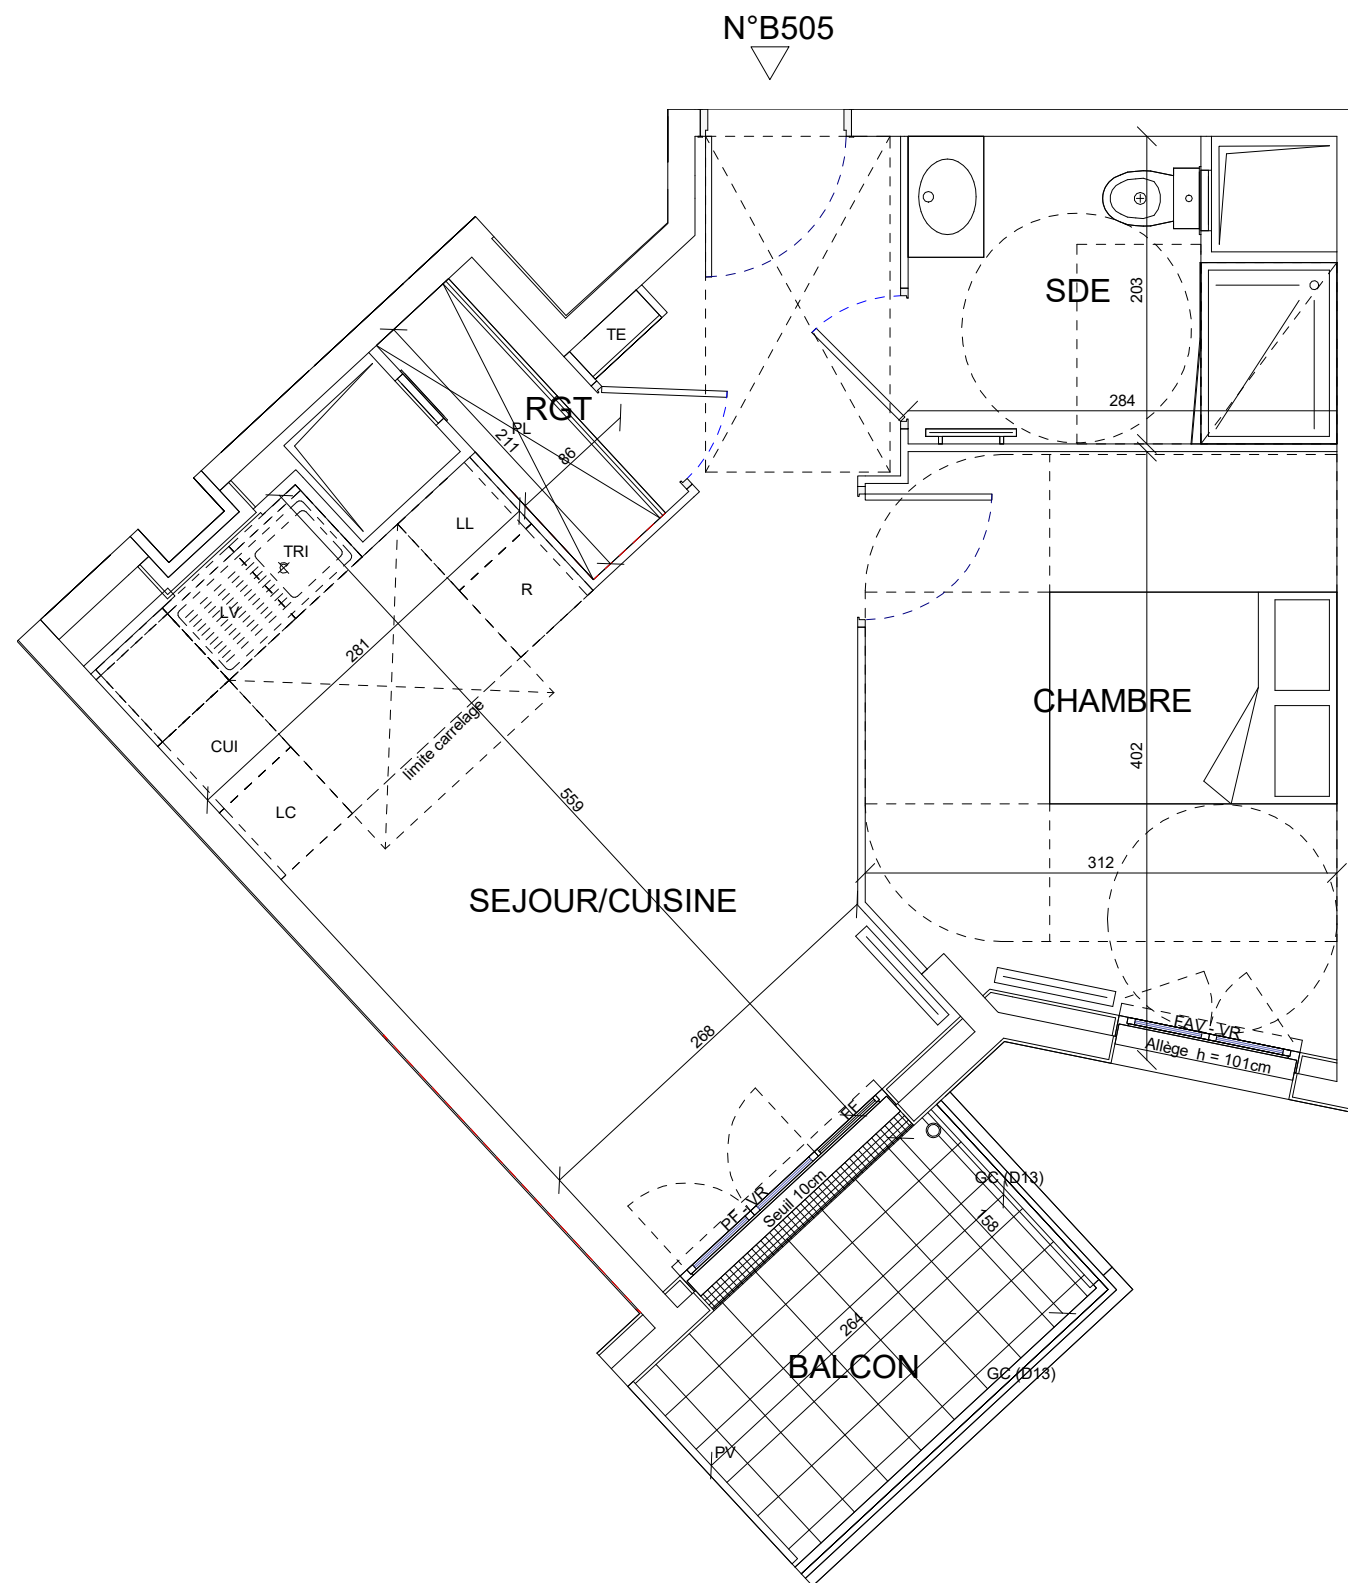 N°B505
SDE
203
284
TE
RGT
PL
211
86
LL
R
TRI
LV
281
CUI
LC
limite carrelage
559
CHAMBRE
402
312
SEJOUR/CUISINE
268
FAV - VR
Allège h = 101cm
EF
PF - VR
Seuil 10cm
GC (D13)
158
264
BALCON
GC (D13)
PV